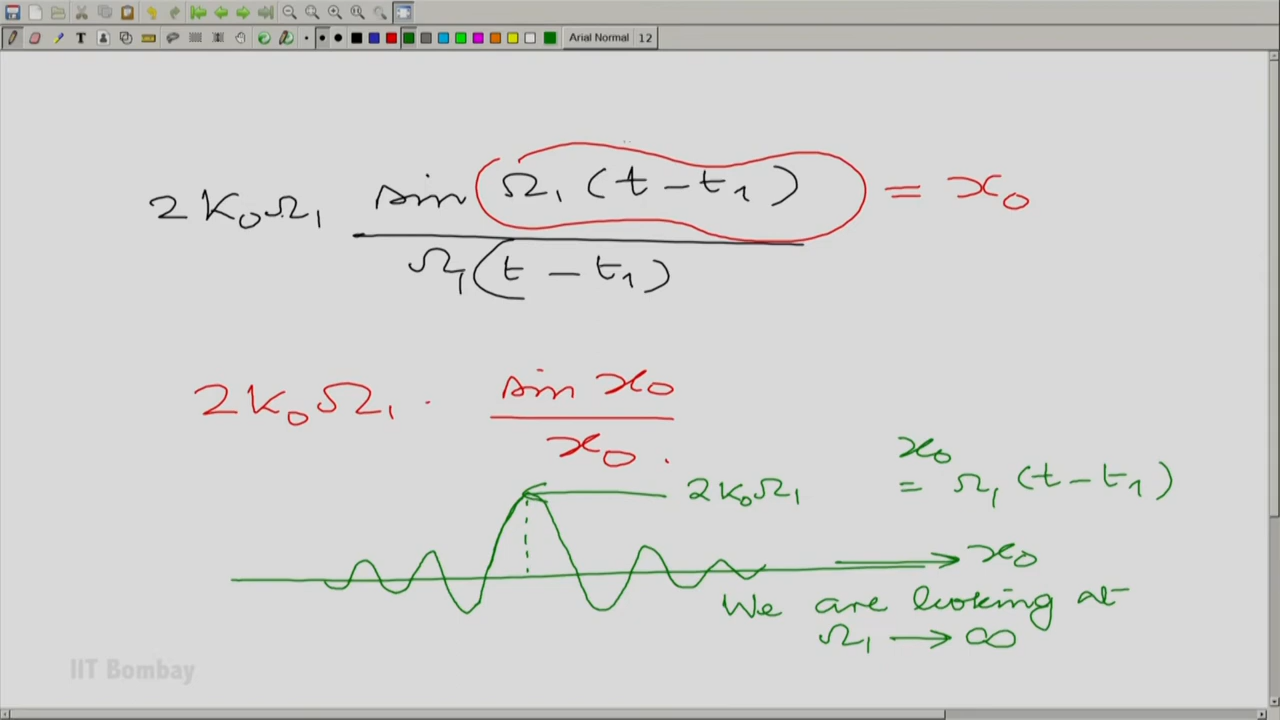 Arial Normal 12
2K₀Ω₁ sin Ω₁(t - t₁) / Ω₁(t - t₁) = x₀
2K₀Ω₁ · sin x₀ / x₀ .
x₀
= Ω₁(t - t₁)
2K₀Ω₁
x₀
We are looking at
Ω₁ → ∞
IIT Bombay